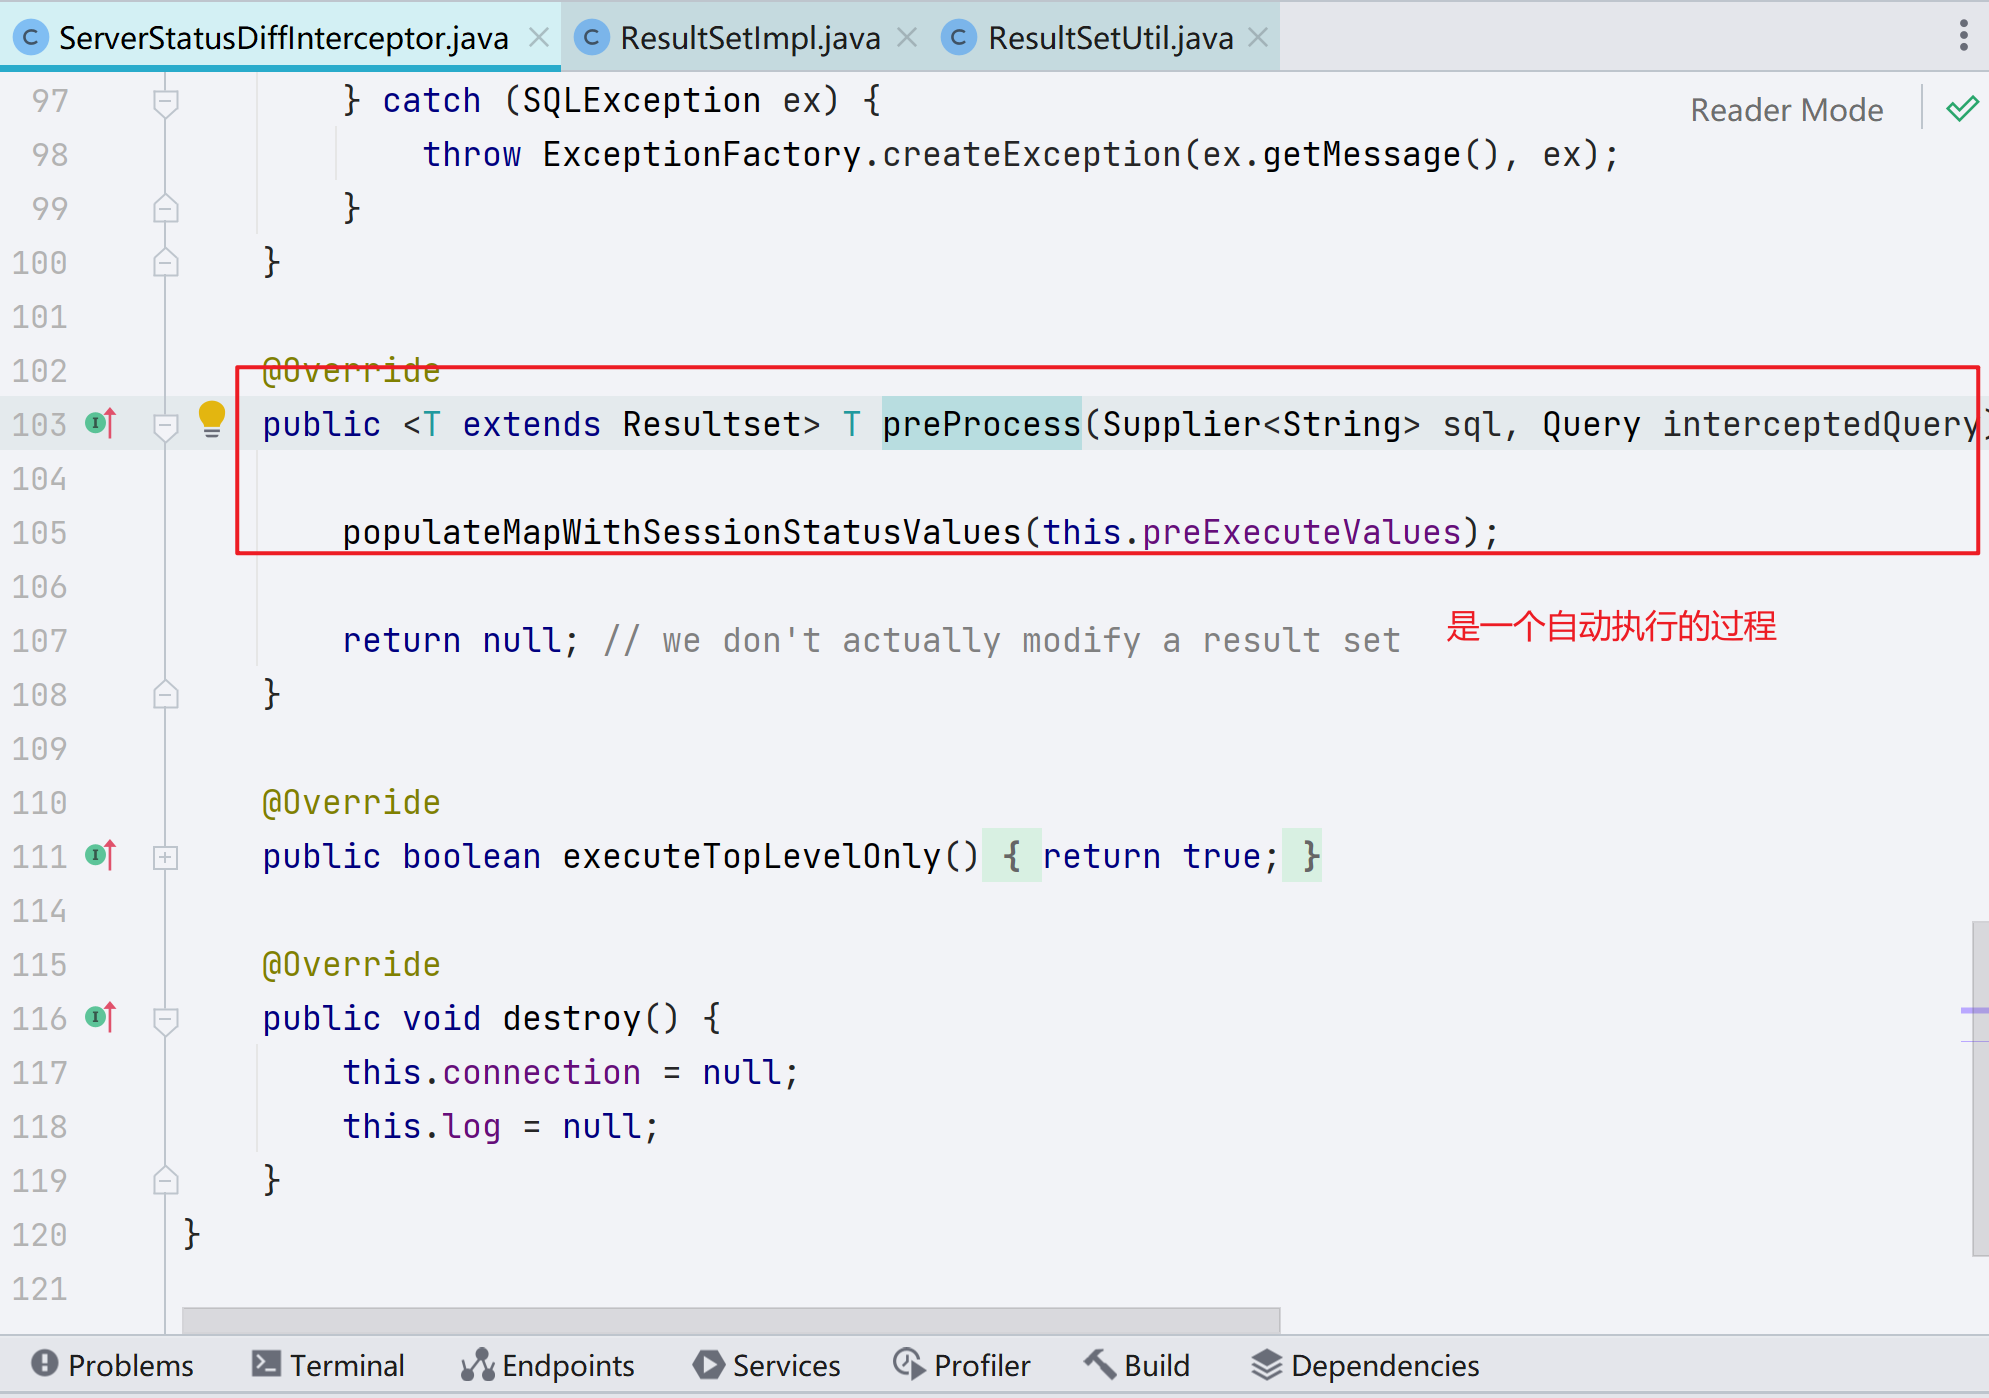 ServerStatusDiffInterceptor.java ResultSetImpl.java ResultSetUtil.java
Reader Mode
97 } catch (SQLException ex) {
98 throw ExceptionFactory.createException(ex.getMessage(), ex);
99 }
100 }
101
102 @Override
103 public <T extends Resultset> T preProcess(Supplier<String> sql, Query interceptedQuery)
104
105 populateMapWithSessionStatusValues(this.preExecuteValues);
106
107 return null; // we don't actually modify a result set
是一个自动执行的过程
108 }
109
110 @Override
111 public boolean executeTopLevelOnly() { return true; }
114
115 @Override
116 public void destroy() {
117 this.connection = null;
118 this.log = null;
119 }
120 }
121
Problems Terminal Endpoints Services Profiler Build Dependencies